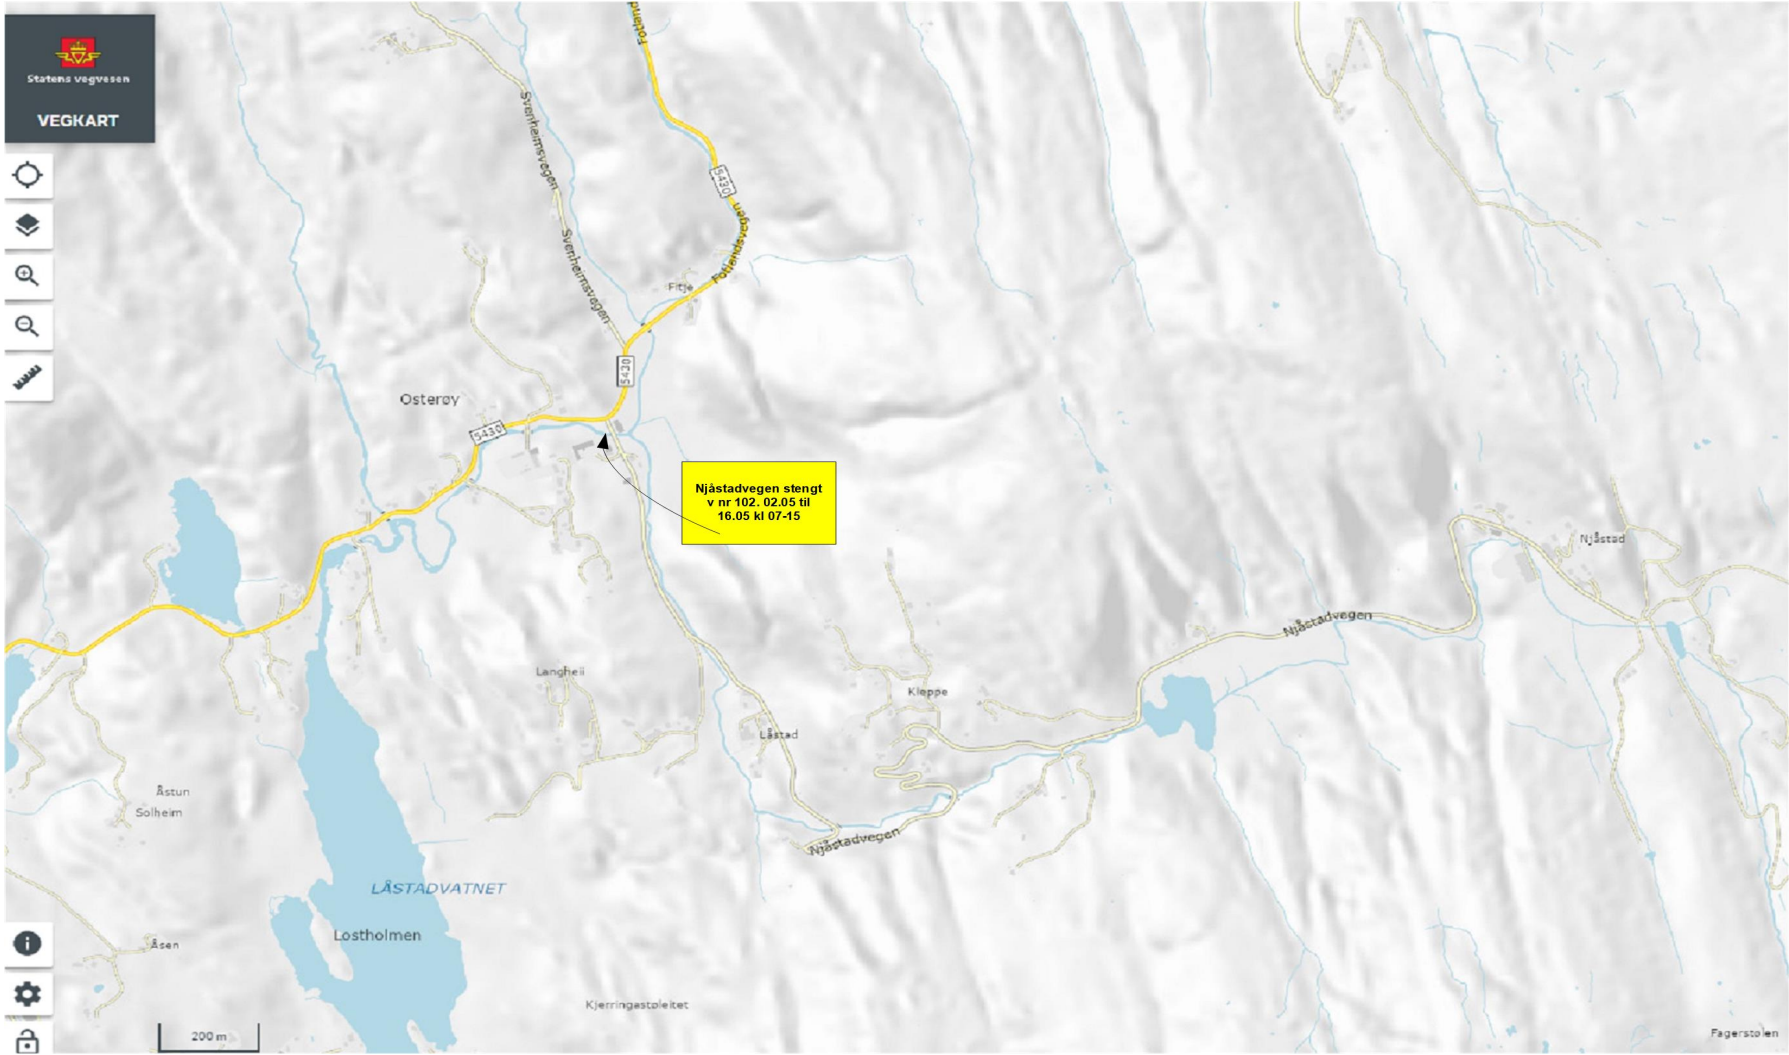 Statens vegvesen
VEGKART
Fotland
Svenheimsvegen
5430
Fotlandsvegen
Svenheimsvegen
Fitje
5430
Osterøy
5430
Njåstadvegen stengt
v nr 102. 02.05 til
16.05 kl 07-15
Njåstad
Njåstadvegen
Langheii
Kleppe
Låstad
Åstun
Solheim
Njåstadvegen
LÅSTADVATNET
Lostholmen
Åsen
Kjerringastøleitet
Fagerstølen
200 m